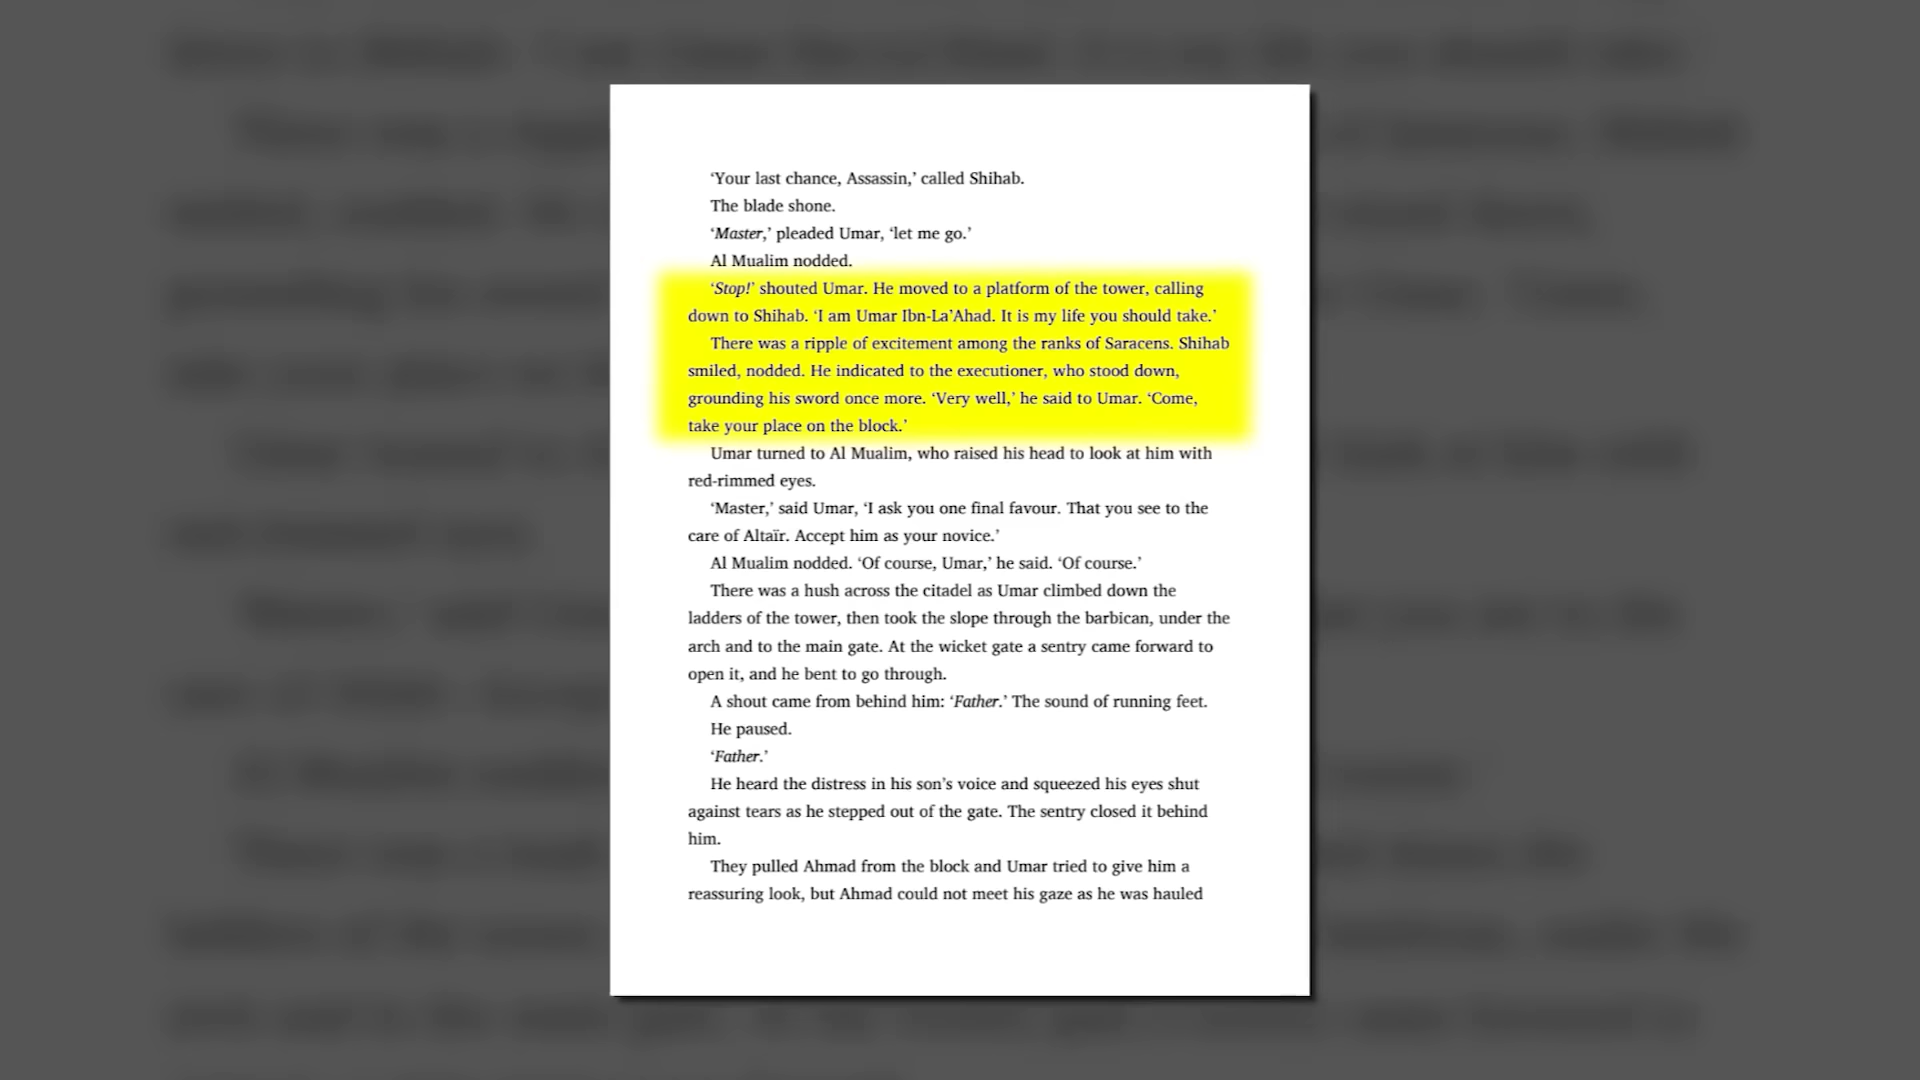 ‘Your last chance, Assassin,’ called Shihab.
The blade shone.
‘Master,’ pleaded Umar, ‘let me go.’
Al Mualim nodded.
‘Stop!’ shouted Umar. He moved to a platform of the tower, calling
down to Shihab. ‘I am Umar Ibn-La’Ahad. It is my life you should take.’
There was a ripple of excitement among the ranks of Saracens. Shihab
smiled, nodded. He indicated to the executioner, who stood down,
grounding his sword once more. ‘Very well,’ he said to Umar. ‘Come,
take your place on the block.’
Umar turned to Al Mualim, who raised his head to look at him with
red-rimmed eyes.
‘Master,’ said Umar, ‘I ask you one final favour. That you see to the
care of Altaïr. Accept him as your novice.’
Al Mualim nodded. ‘Of course, Umar,’ he said. ‘Of course.’
There was a hush across the citadel as Umar climbed down the
ladders of the tower, then took the slope through the barbican, under the
arch and to the main gate. At the wicket gate a sentry came forward to
open it, and he bent to go through.
A shout came from behind him: ‘Father.’ The sound of running feet.
He paused.
‘Father.’
He heard the distress in his son’s voice and squeezed his eyes shut
against tears as he stepped out of the gate. The sentry closed it behind
him.
They pulled Ahmad from the block and Umar tried to give him a
reassuring look, but Ahmad could not meet his gaze as he was hauled